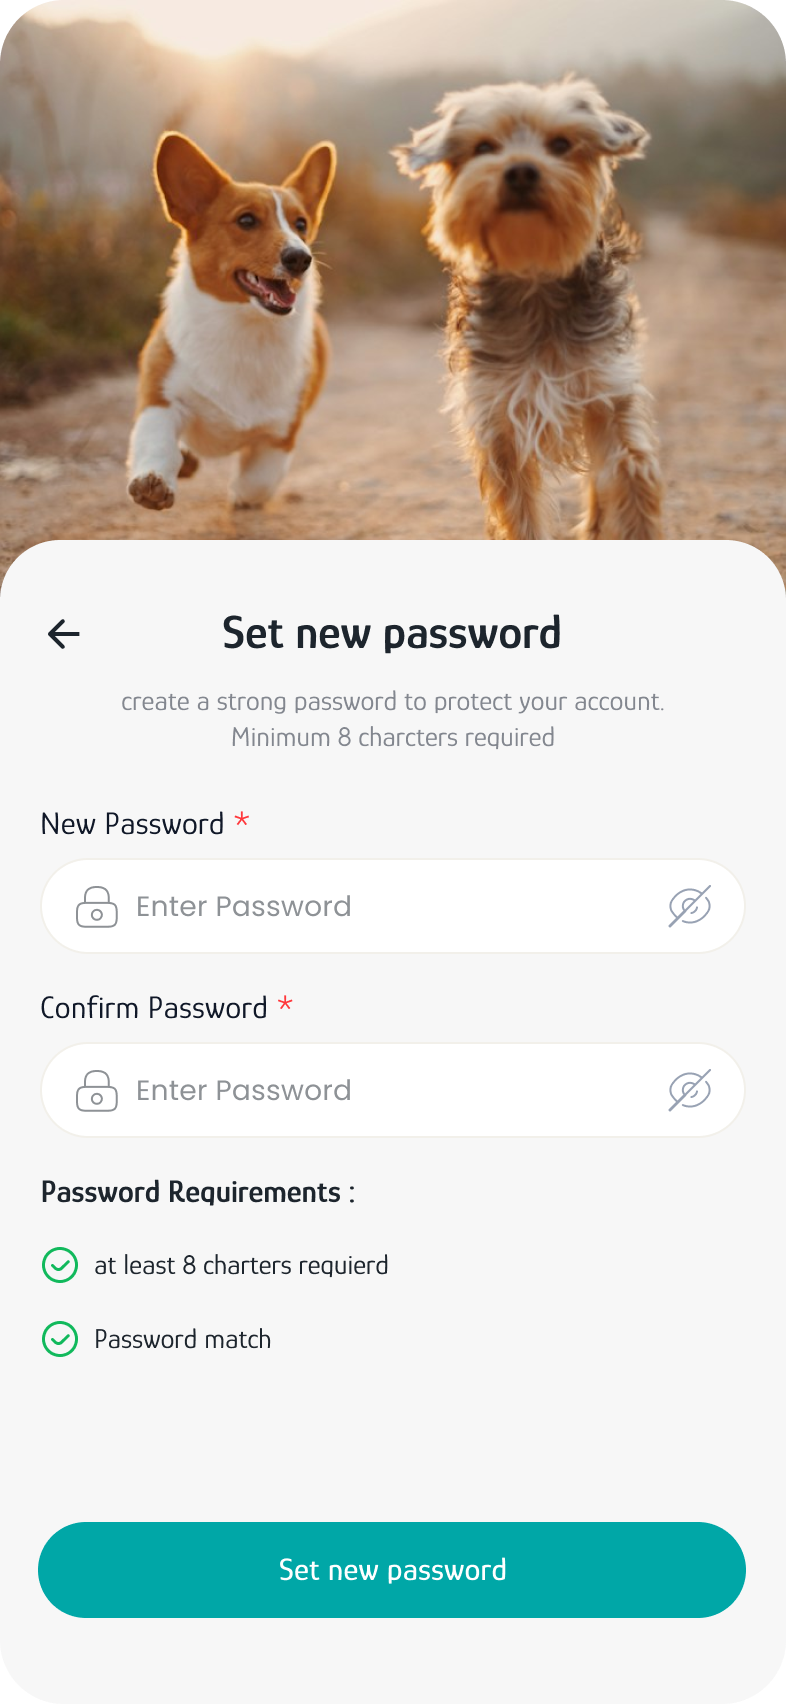 Set new password
create a strong password to protect your account.
Minimum 8 charcters required
New Password *
Enter Password
Confirm Password *
Enter Password
Password Requirements :
at least 8 charters requierd
Password match
Set new password